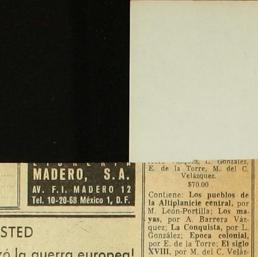 MADERO, S.A.
AV. F. I. MADERO 12
Tel. 10-20-68 México 1, D.F.
STED
zó la guerra europea!
L. González,
E. de la Torre, M. del C.
Velázquez.
$70.00
Contiene: Los pueblos de
la Altiplanicie central, por
M. León-Portilla; Los ma-
yas, por A. Barrera Váz-
quez; La Conquista, por L.
González; Epoca colonial,
por E. de la Torre; El siglo
XVIII, por M. del C. Veláz-